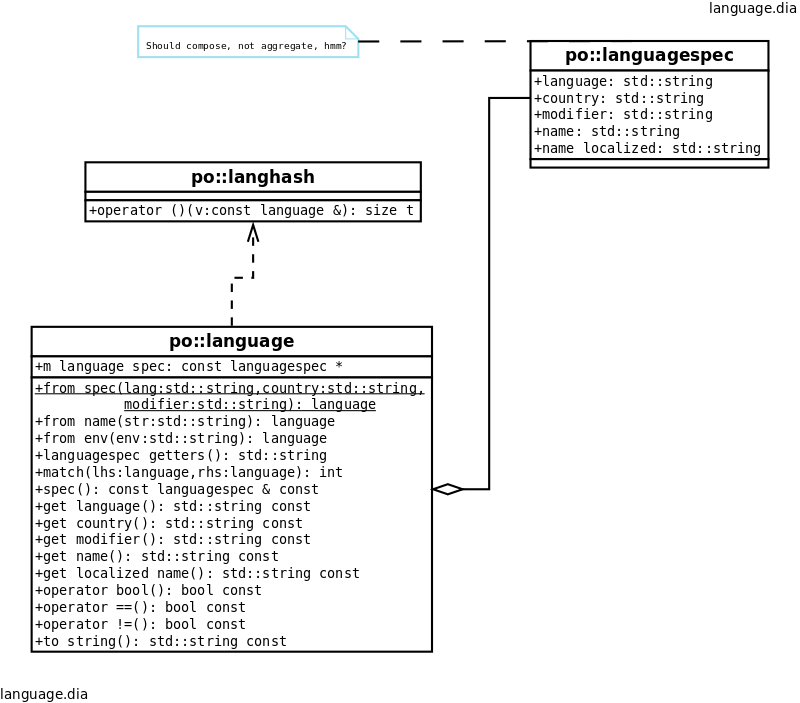 language.dia
Should compose, not aggregate, hmm?
po::languagespec
+language: std::string
+country: std::string
+modifier: std::string
+name: std::string
+name localized: std::string
po::langhash
+operator ()(v:const language &): size t
po::language
+m language spec: const languagespec *
+from spec(lang:std::string,country:std::string,
modifier:std::string): language
+from name(str:std::string): language
+from env(env:std::string): language
+languagespec getters(): std::string
+match(lhs:language,rhs:language): int
+spec(): const languagespec & const
+get language(): std::string const
+get country(): std::string const
+get modifier(): std::string const
+get name(): std::string const
+get localized name(): std::string const
+operator bool(): bool const
+operator ==(): bool const
+operator !=(): bool const
+to string(): std::string const
language.dia